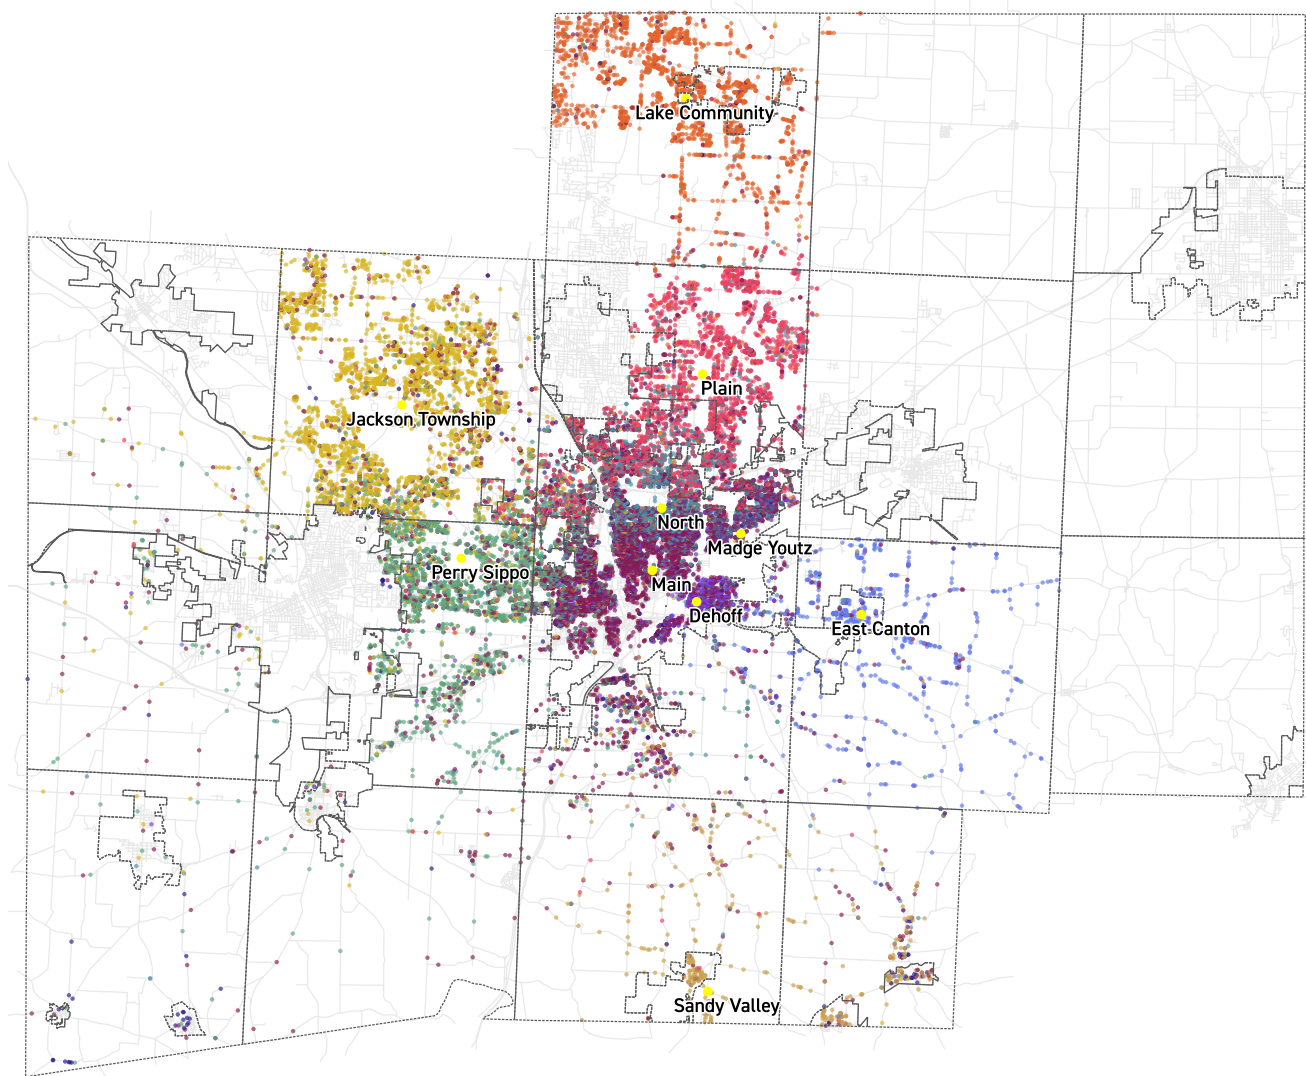 Lake Community
Plain
Jackson Township
North
Madge Youtz
Perry Sippo
Main
Dehoff
East Canton
Sandy Valley